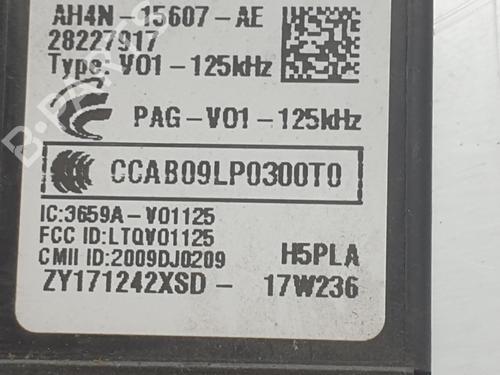 AH4N-15607-AE
28227917
Type: V01-125kHz
PAG-V01-125kHz
CCAB09LP0300T0
IC:3659A-V01125
FCC ID:LTQV01125
CMII ID:2009DJ0209
H5PLA
ZY171242XSD - 17W236
B-PARTS